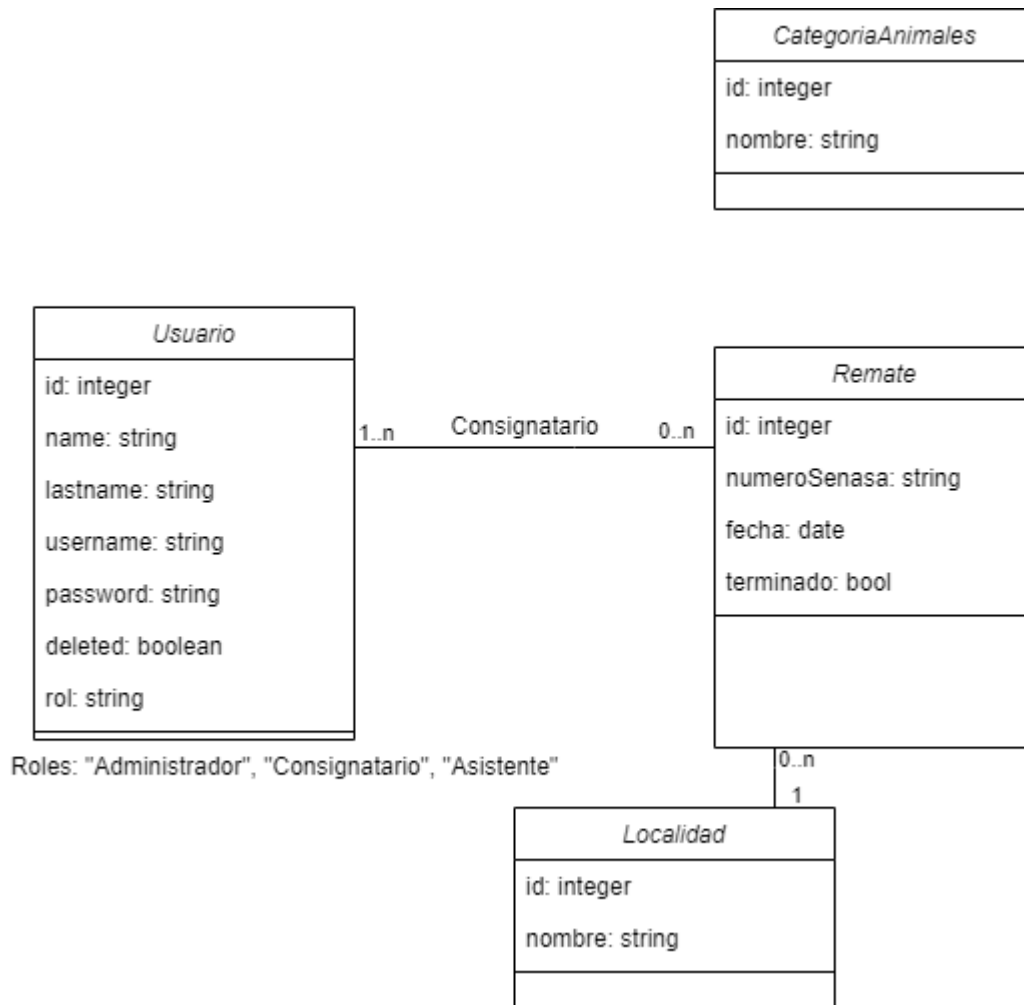 CategoriaAnimales
id: integer
nombre: string
Usuario
id: integer
name: string
lastname: string
username: string
password: string
deleted: boolean
rol: string
Roles: "Administrador", "Consignatario", "Asistente"
1..n Consignatario 0..n
Remate
id: integer
numeroSenasa: string
fecha: date
terminado: bool
0..n
1
Localidad
id: integer
nombre: string